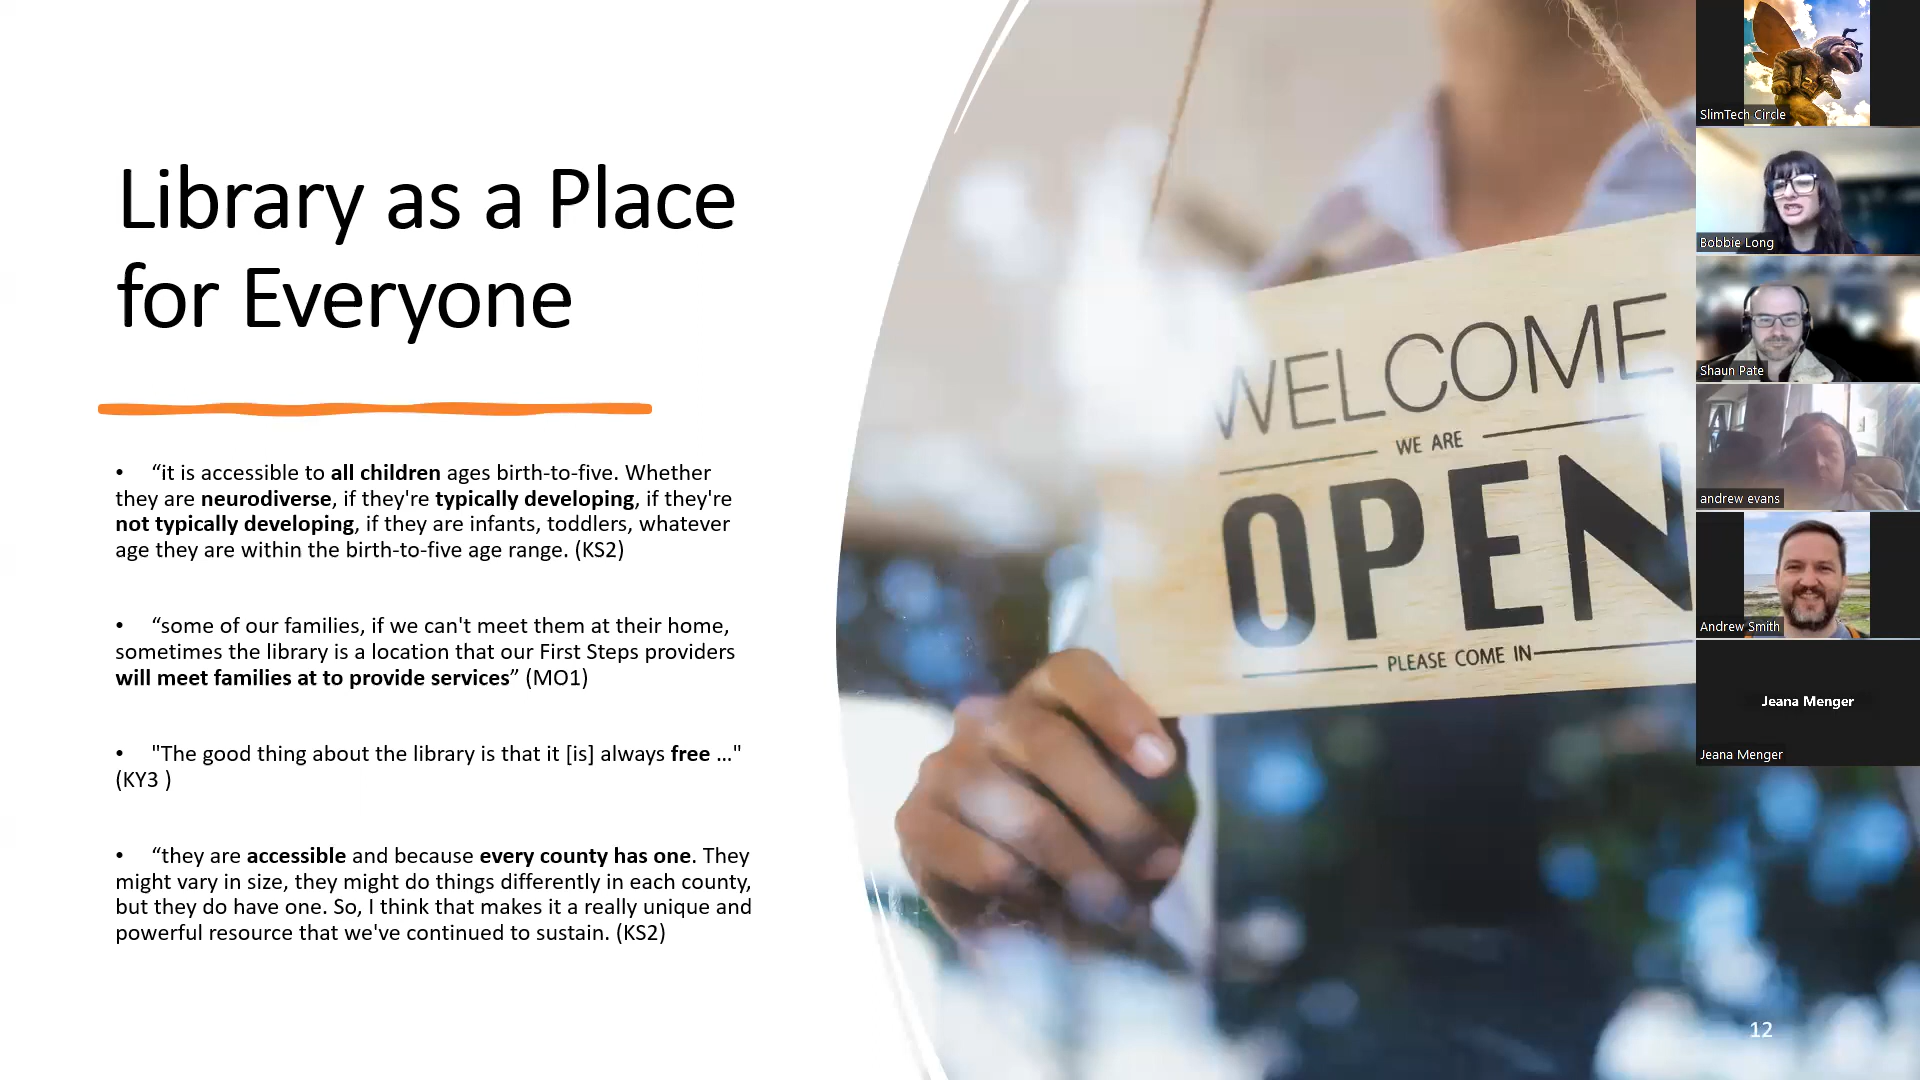 Library as a Place
for Everyone
• “it is accessible to all children ages birth-to-five. Whether
they are neurodiverse, if they're typically developing, if they're
not typically developing, if they are infants, toddlers, whatever
age they are within the birth-to-five age range. (KS2)
• “some of our families, if we can't meet them at their home,
sometimes the library is a location that our First Steps providers
will meet families at to provide services” (MO1)
• "The good thing about the library is that it [is] always free ..."
(KY3 )
• “they are accessible and because every county has one. They
might vary in size, they might do things differently in each county,
but they do have one. So, I think that makes it a really unique and
powerful resource that we've continued to sustain. (KS2)
WELCOME
WE ARE
OPEN
PLEASE COME IN
12
SlimTech Circle
Bobbie Long
Shaun Pate
andrew evans
Andrew Smith
Jeana Menger
Jeana Menger